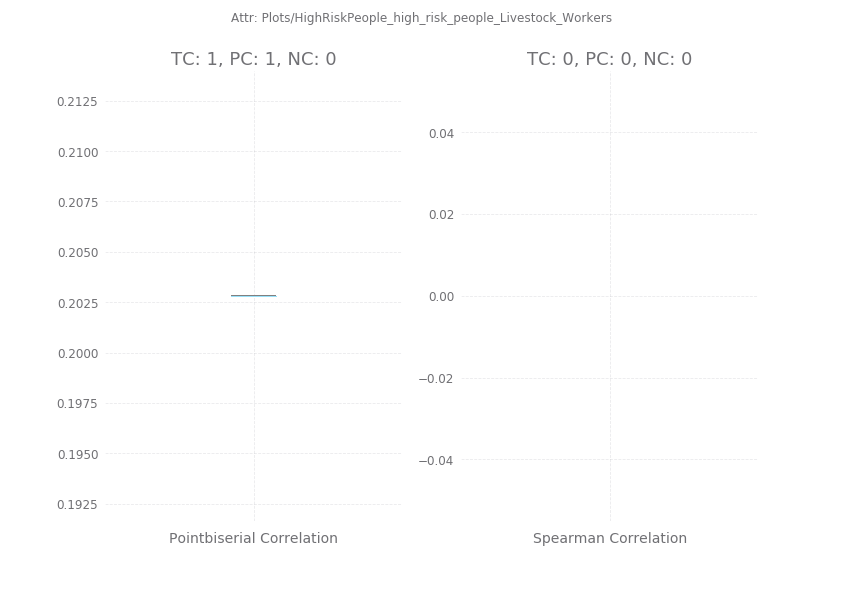 Attr: Plots/HighRiskPeople_high_risk_people_Livestock_Workers
TC: 1, PC: 1, NC: 0
0.2125
0.2100
0.2075
0.2050
0.2025
0.2000
0.1975
0.1950
0.1925
Pointbiserial Correlation
TC: 0, PC: 0, NC: 0
0.04
0.02
0.00
−0.02
−0.04
Spearman Correlation